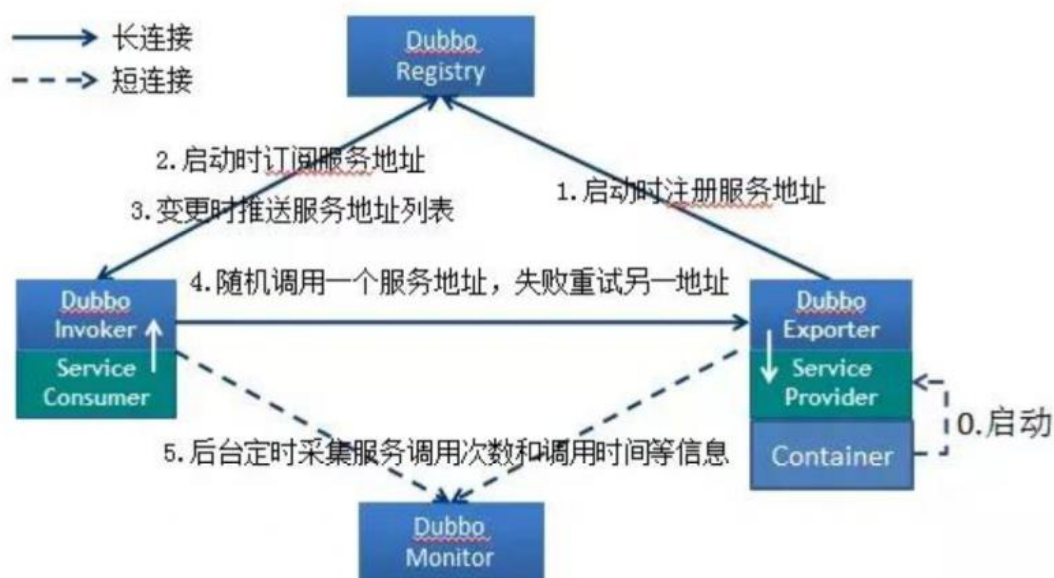 长连接
短连接
Dubbo
Registry
2.启动时订阅服务地址
3.变更时推送服务地址列表
1.启动时注册服务地址
4.随机调用一个服务地址，失败重试另一地址
Dubbo
Invoker
Service
Consumer
Dubbo
Exporter
Service
Provider
Container
0.启动
5.后台定时采集服务调用次数和调用时间等信息
Dubbo
Monitor